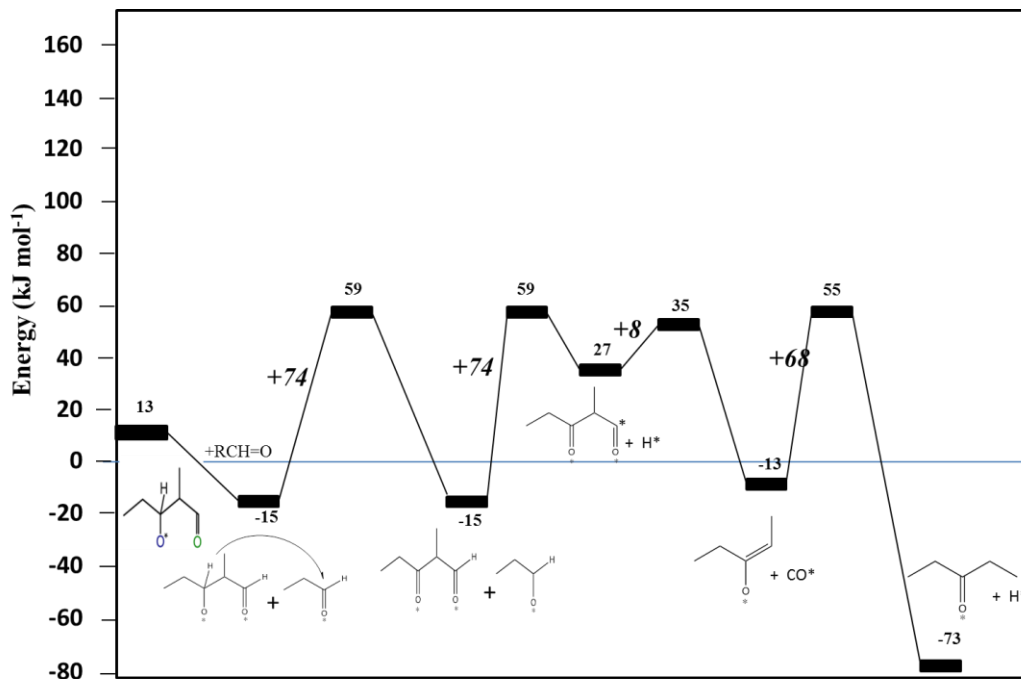 Energy (kJ mol-1)
160
140
120
100
80
60
40
20
0
-20
-40
-60
-80
13
59
59
35
55
27
-15
-15
-13
-73
+74
+74
+8
+68
+RCH=O
H
O*
O
H
H
H
+
O
*
O
*
O
*
H
H
+
O
*
O
*
O
*
*
O
*
O
*
+ H*
O
*
+ CO*
O
*
+ H